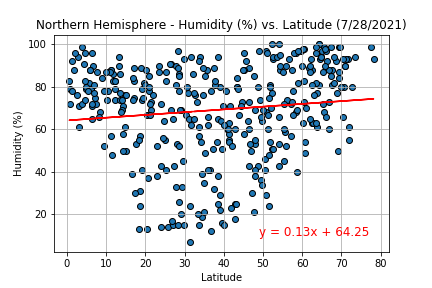 Northern Hemisphere - Humidity (%) vs. Latitude (7/28/2021)
100
80
60
40
20
Humidity (%)
y = 0.13x + 64.25
0 10 20 30 40 50 60 70 80
Latitude